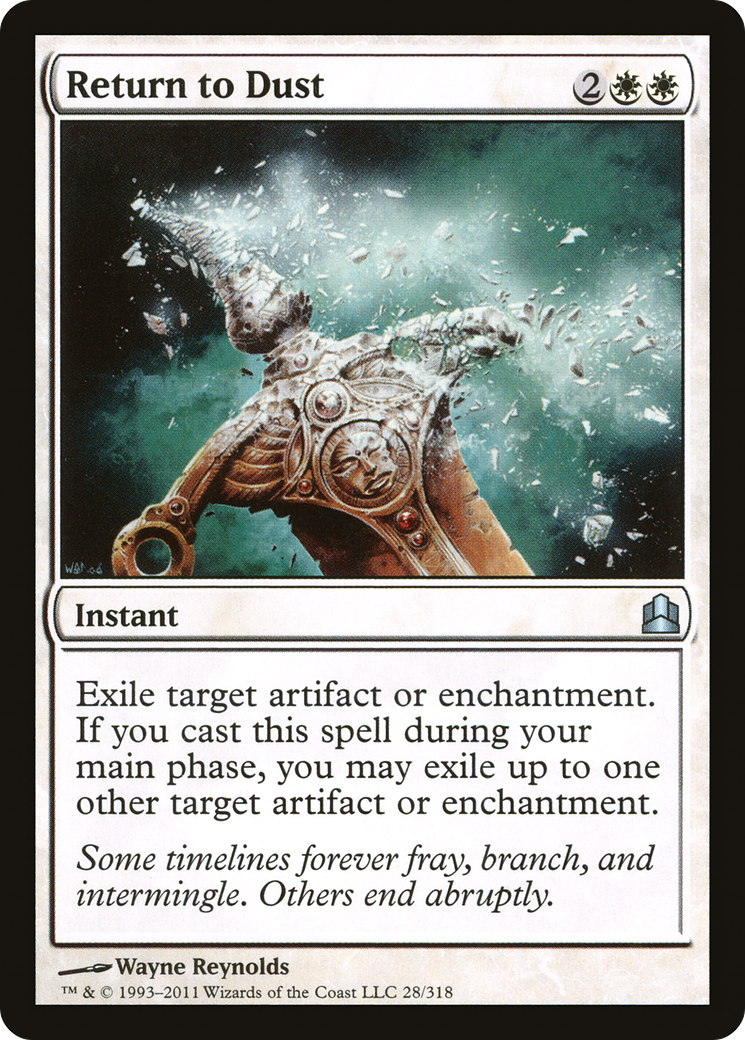 Return to Dust 2
Instant
Exile target artifact or enchantment.
If you cast this spell during your
main phase, you may exile up to one
other target artifact or enchantment.
Some timelines forever fray, branch, and
intermingle. Others end abruptly.
Wayne Reynolds
™ & © 1993–2011 Wizards of the Coast LLC 28/318